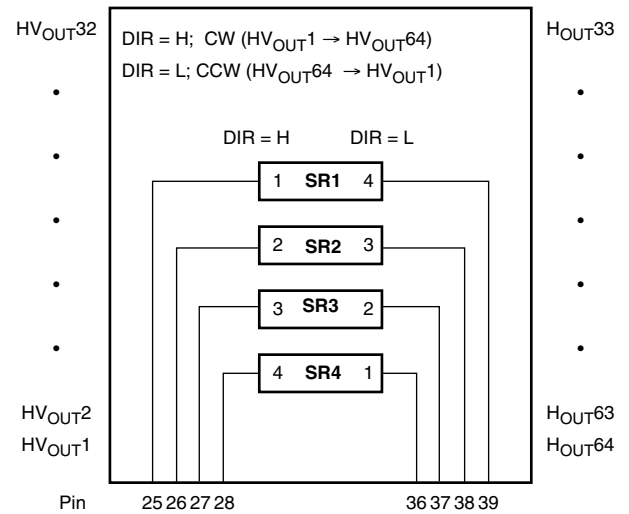 HVOUT32 DIR = H; CW (HVOUT1 → HVOUT64) HOUT33
DIR = L; CCW (HVOUT64 → HVOUT1)
DIR = H DIR = L
1 SR1 4
2 SR2 3
3 SR3 2
4 SR4 1
HVOUT2 HOUT63
HVOUT1 HOUT64
Pin 25 26 27 28 36 37 38 39